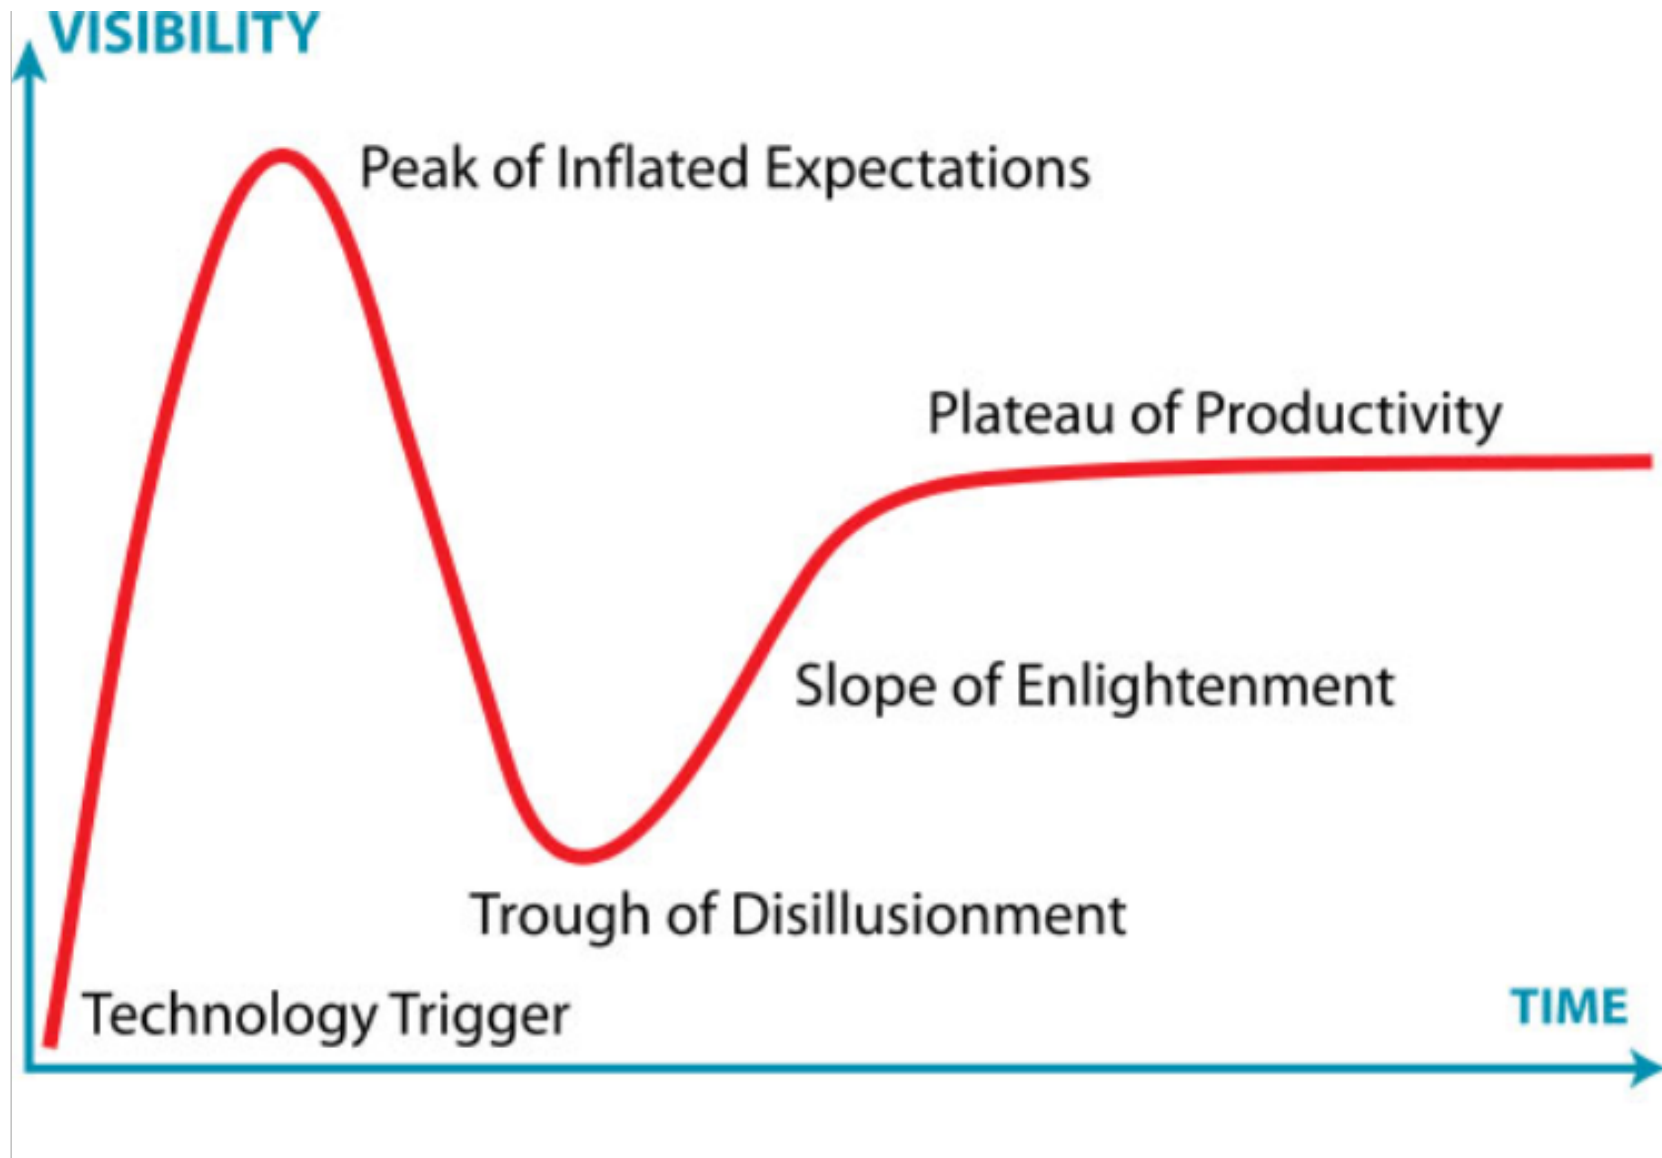 VISIBILITY
Peak of Inflated Expectations
Plateau of Productivity
Slope of Enlightenment
Trough of Disillusionment
Technology Trigger
TIME